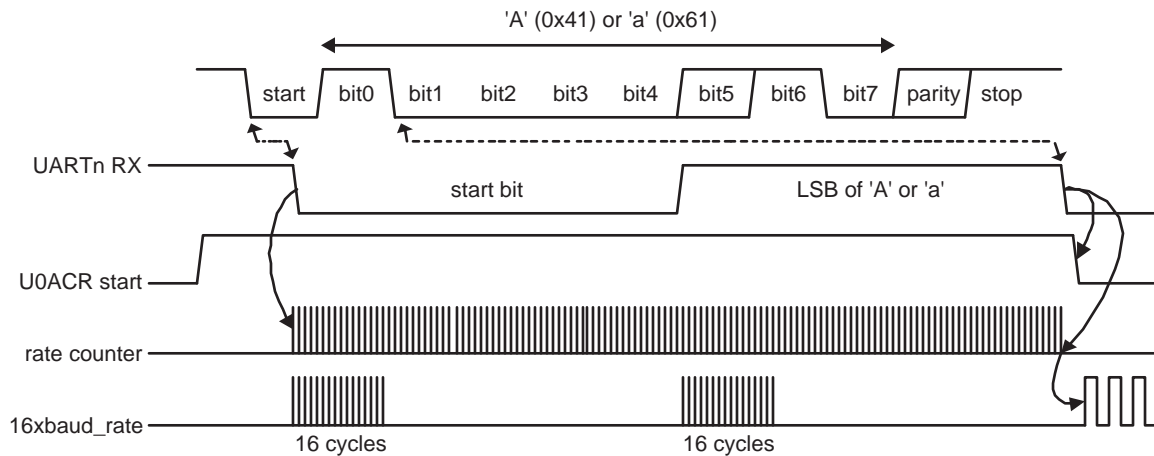 'A' (0x41) or 'a' (0x61)
start bit0 bit1 bit2 bit3 bit4 bit5 bit6 bit7 parity stop
UARTn RX
start bit LSB of 'A' or 'a'
U0ACR start
rate counter
16xbaud_rate
16 cycles 16 cycles